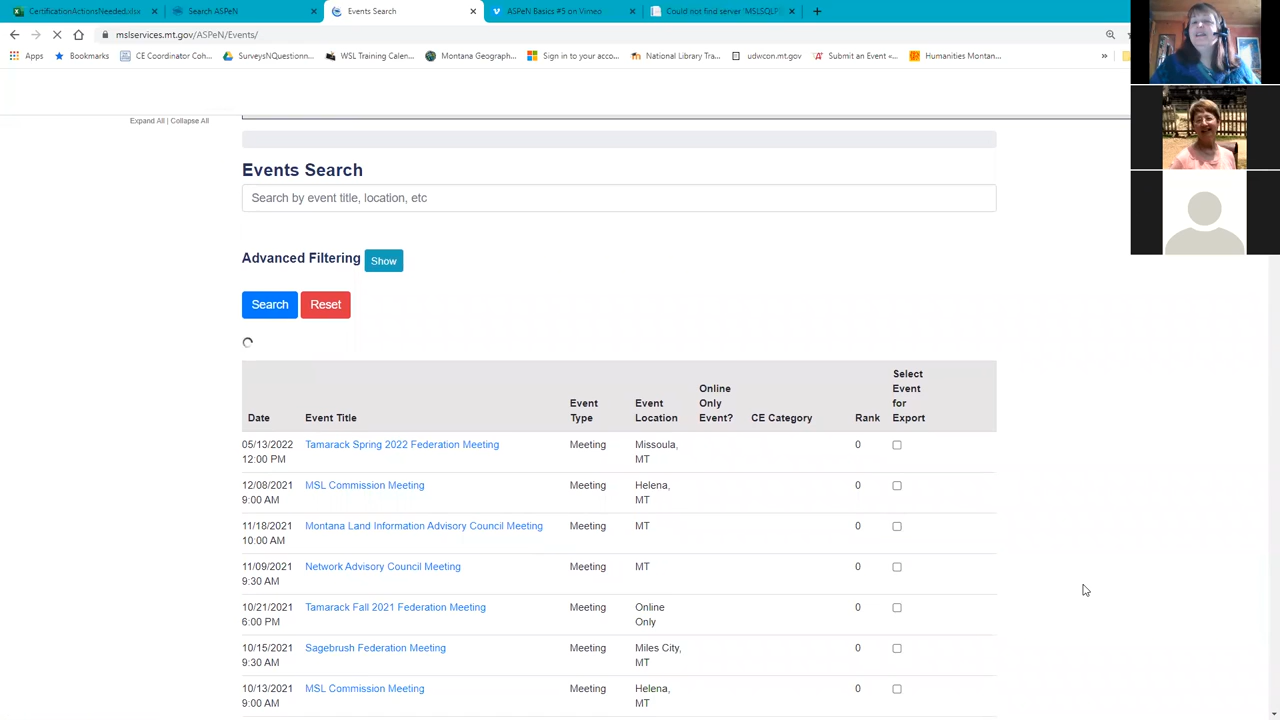 CertificationActionsNeeded.xlsx
Search ASPeN
Events Search
ASPeN Basics #5 on Vimeo
Could not find server 'MSLSQLP
mslservices.mt.gov/ASPeN/Events/
Apps Bookmarks CE Coordinator Coh... SurveysNQuestionn... WSL Training Calen... Montana Geograph... Sign in to your acco... National Library Tra... udwcon.mt.gov Submit an Event «... Humanities Montan... »
Expand All | Collapse All
Events Search
Search by event title, location, etc
Advanced Filtering Show
Search Reset
Date Event Title Event Type Event Location Online Only Event? CE Category Rank Select Event for Export
05/13/2022 Tamarack Spring 2022 Federation Meeting Meeting Missoula, 0
12:00 PM MT
12/08/2021 MSL Commission Meeting Meeting Helena, 0
9:00 AM MT
11/18/2021 Montana Land Information Advisory Council Meeting Meeting MT 0
10:00 AM
11/09/2021 Network Advisory Council Meeting Meeting MT 0
9:30 AM
10/21/2021 Tamarack Fall 2021 Federation Meeting Meeting Online 0
6:00 PM Only
10/15/2021 Sagebrush Federation Meeting Meeting Miles City, 0
9:30 AM MT
10/13/2021 MSL Commission Meeting Meeting Helena, 0
9:00 AM MT